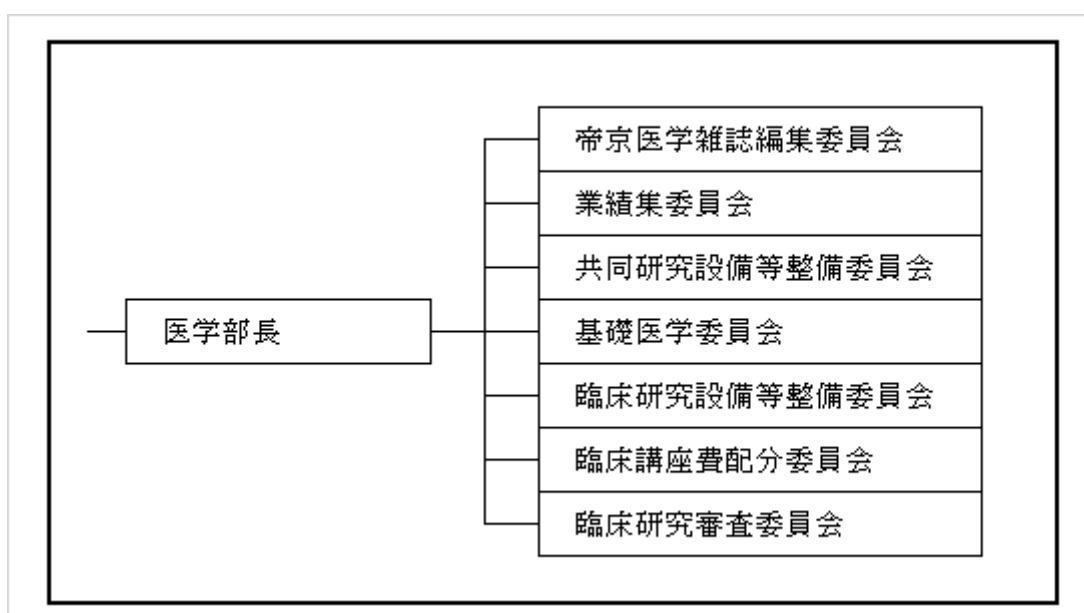 帝京医学雑誌編集委員会
業績集委員会
共同研究設備等整備委員会
医学部長
基礎医学委員会
臨床研究設備等整備委員会
臨床講座費配分委員会
臨床研究審査委員会